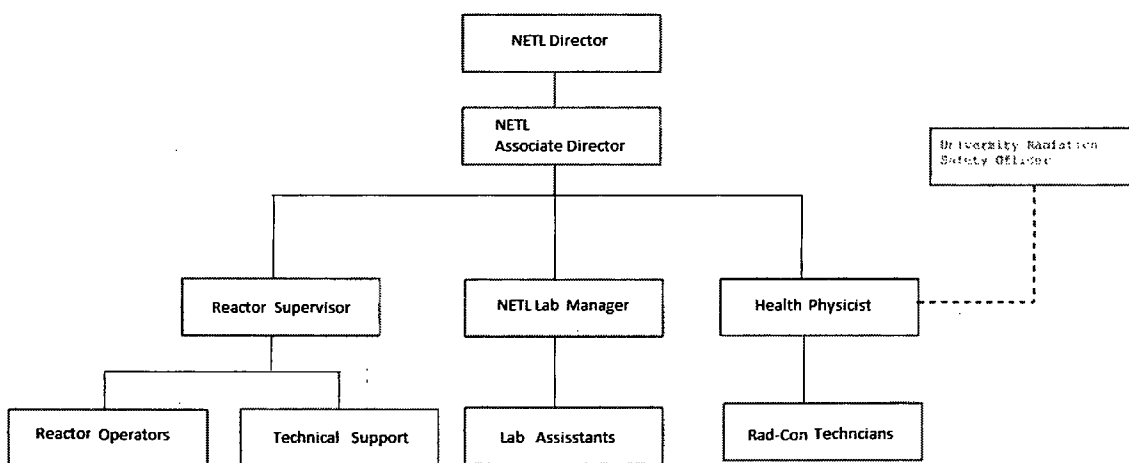 NETL Director
NETL
Associate Director
University Radiation
Safety Officer
Reactor Supervisor
NETL Lab Manager
Health Physicist
Reactor Operators
Technical Support
Lab Assisstants
Rad-Con Techncians